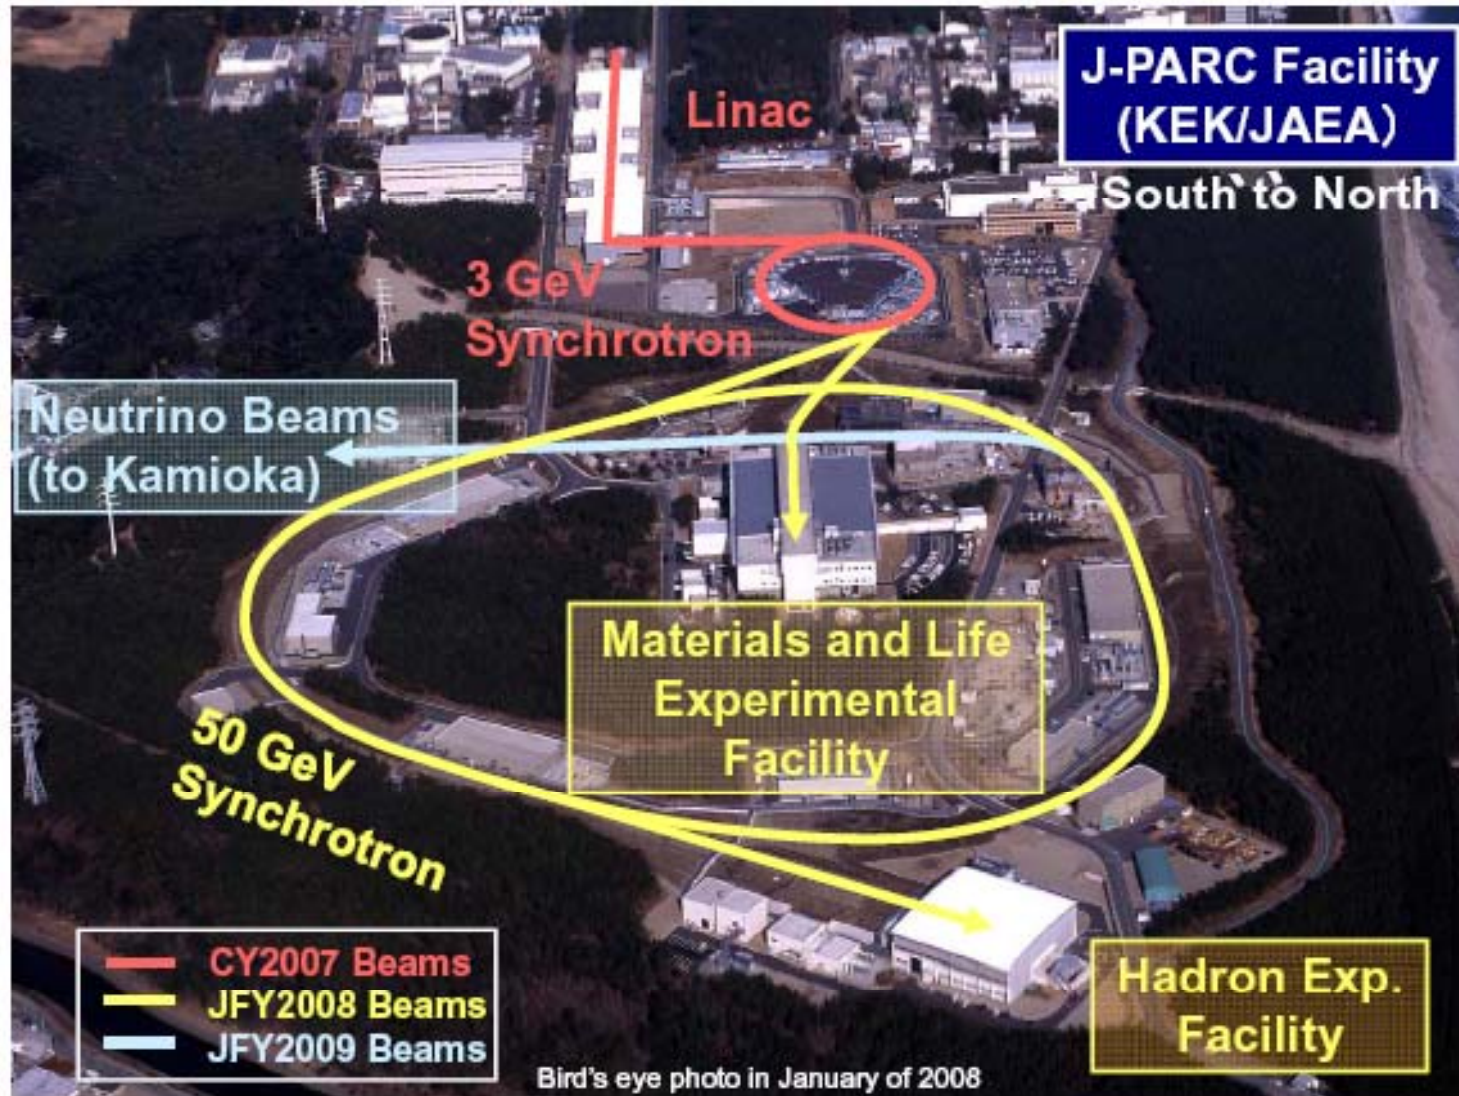 J-PARC Facility
(KEK/JAEA)
South to North
Linac
3 GeV
Synchrotron
Neutrino Beams
(to Kamioka)
Materials and Life
Experimental
Facility
50 GeV
Synchrotron
CY2007 Beams
JFY2008 Beams
JFY2009 Beams
Hadron Exp.
Facility
Bird's eye photo in January of 2008